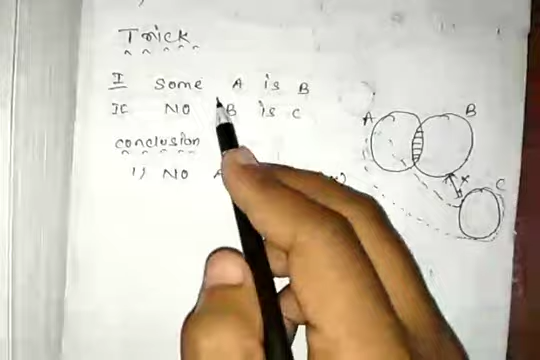 Trick
I Some A is B
II NO B is C
conclusion
1) NO
A
B
x
C